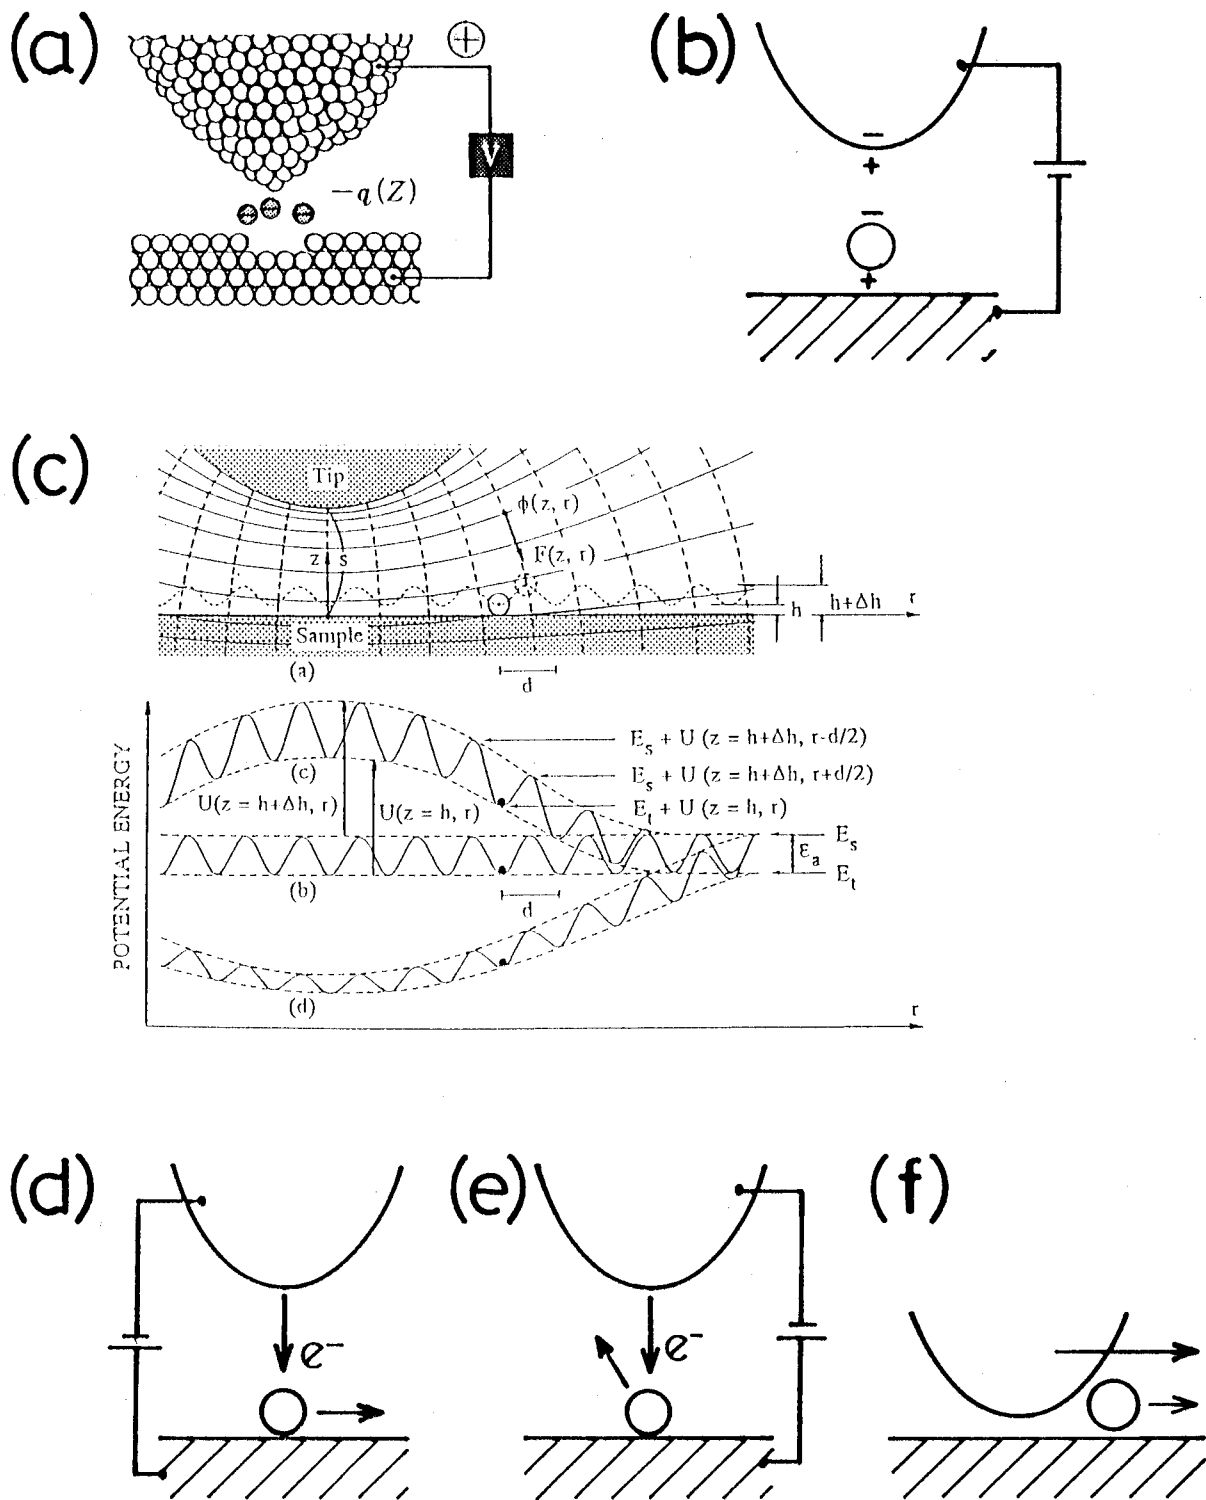 (a)
⊕
V
−q(Z)
(b)
−
+
−
+
(c)
Tip
ϕ(z, r)
z
s
F(z, r)
h
h+Δh
r
Sample
(a)
d
POTENTIAL ENERGY
E_s + U (z = h+Δh, r-d/2)
(c)
E_s + U (z = h+Δh, r+d/2)
U(z = h+Δh, r)
U(z = h, r)
E_t + U (z = h, r)
E_s
ε_a
E_t
(b)
d
(d)
r
(d)
e⁻
(e)
e⁻
(f)